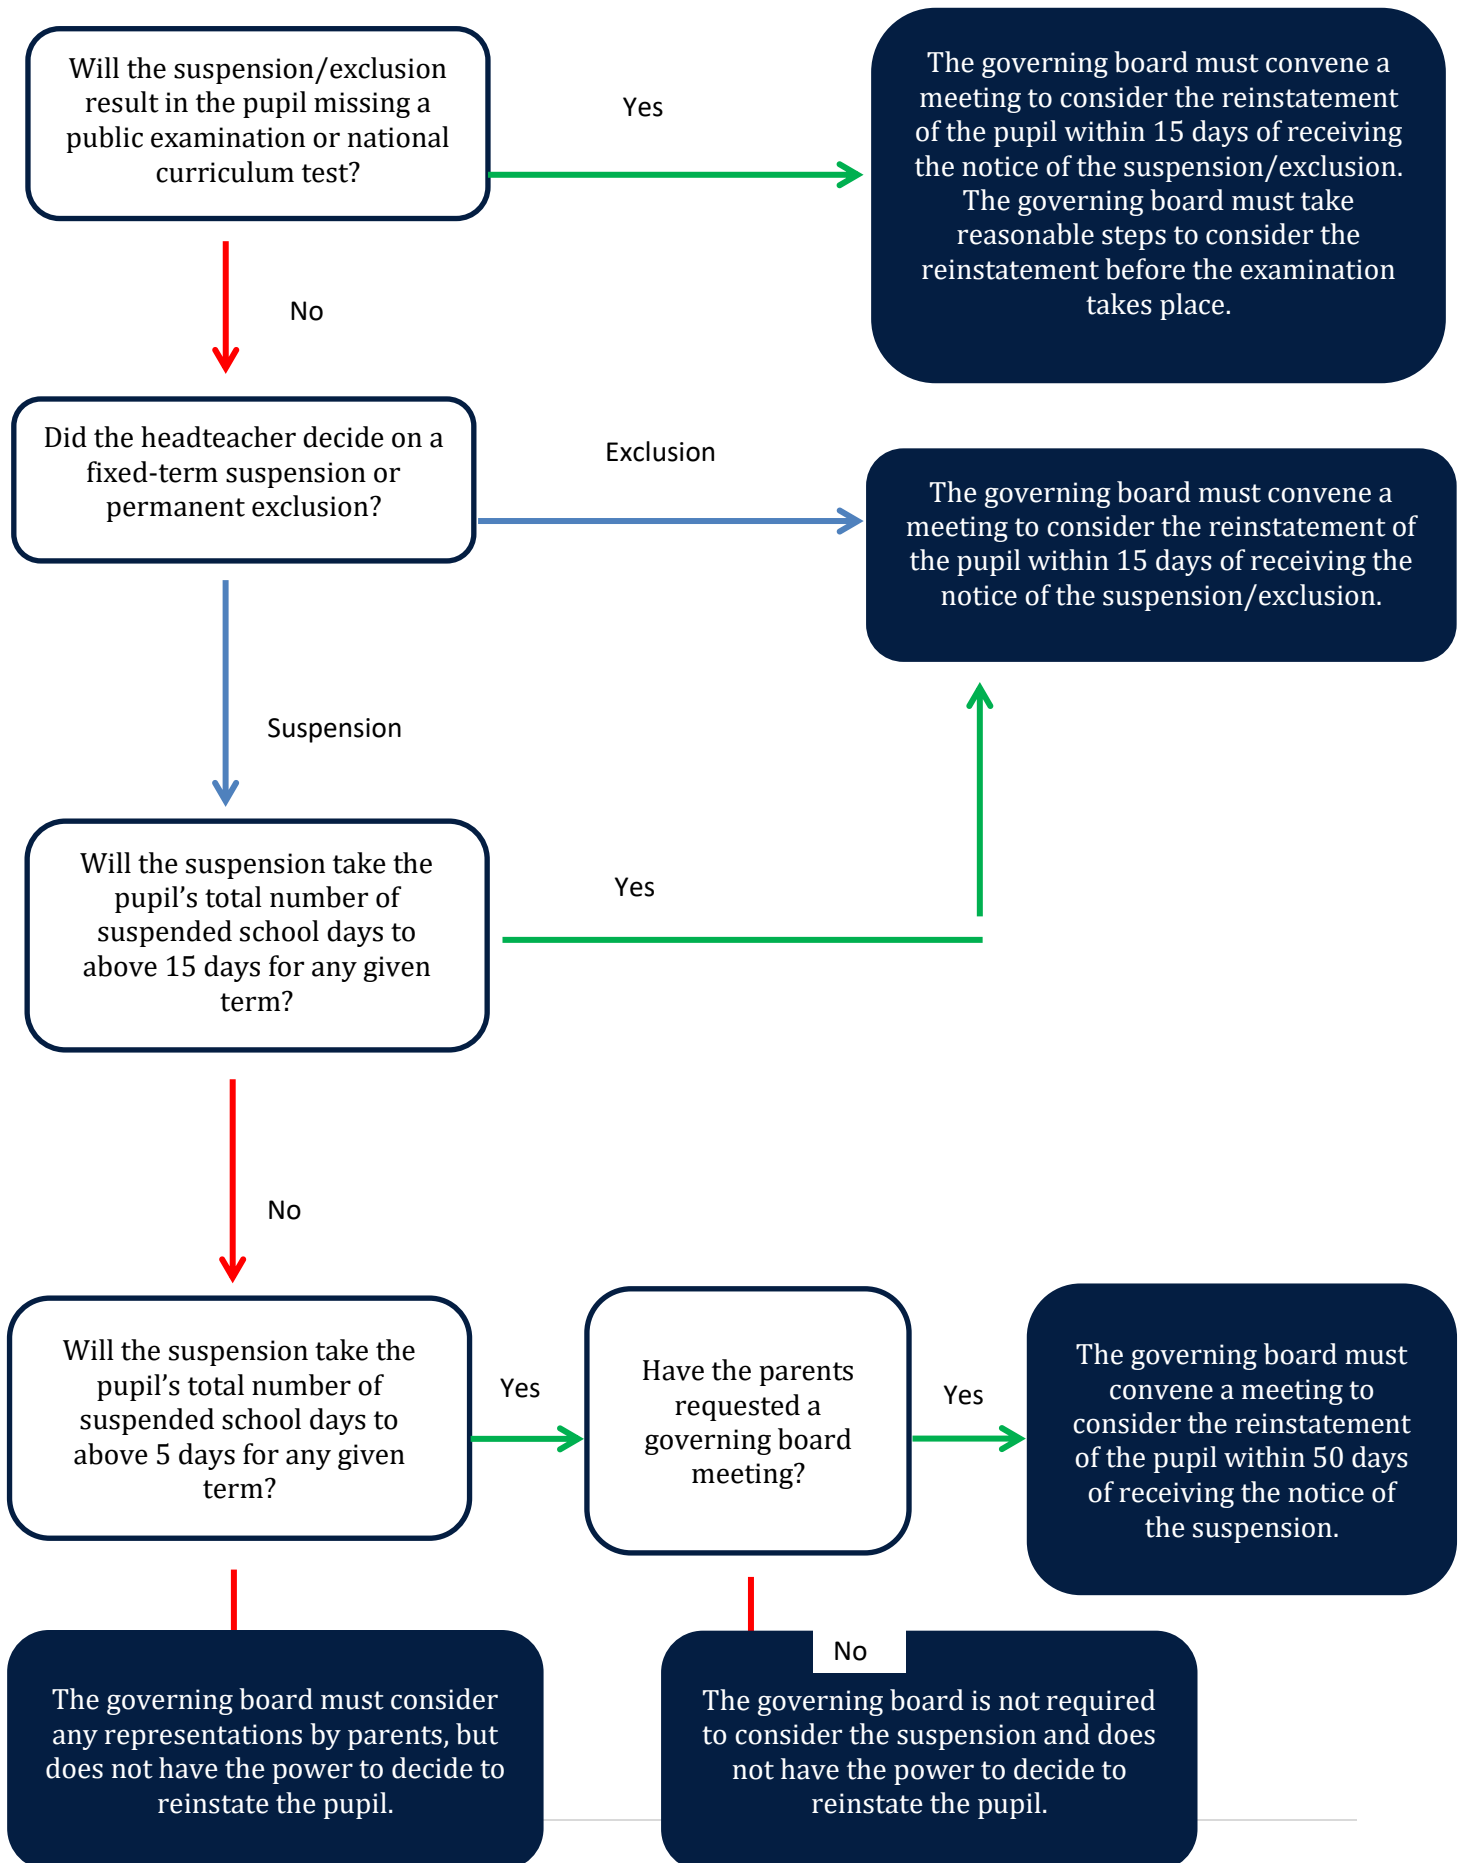 Will the suspension/exclusion
result in the pupil missing a
public examination or national
curriculum test?
Yes
The governing board must convene a
meeting to consider the reinstatement
of the pupil within 15 days of receiving
the notice of the suspension/exclusion.
The governing board must take
reasonable steps to consider the
reinstatement before the examination
takes place.
No
Did the headteacher decide on a
fixed-term suspension or
permanent exclusion?
Exclusion
The governing board must convene a
meeting to consider the reinstatement of
the pupil within 15 days of receiving the
notice of the suspension/exclusion.
Suspension
Will the suspension take the
pupil’s total number of
suspended school days to
above 15 days for any given
term?
Yes
No
Will the suspension take the
pupil’s total number of
suspended school days to
above 5 days for any given
term?
Yes
Have the parents
requested a
governing board
meeting?
Yes
The governing board must
convene a meeting to
consider the reinstatement
of the pupil within 50 days
of receiving the notice of
the suspension.
The governing board must consider
any representations by parents, but
does not have the power to decide to
reinstate the pupil.
No
The governing board is not required
to consider the suspension and does
not have the power to decide to
reinstate the pupil.